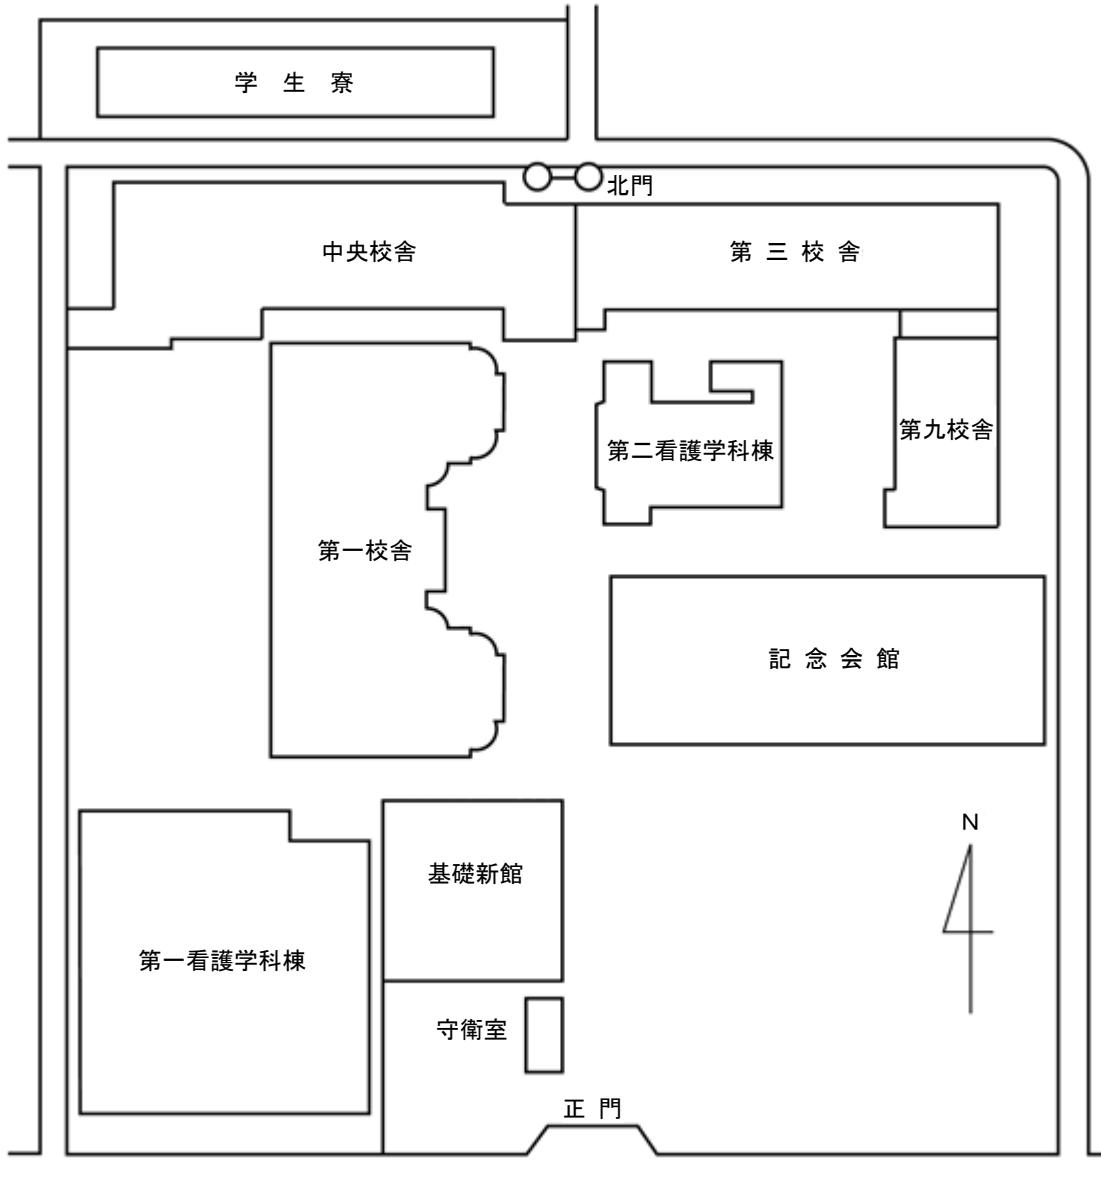 学 生 寮
北門
中央校舎
第 三 校 舎
第九校舎
第二看護学科棟
第一校舎
記 念 会 館
N
基礎新館
第一看護学科棟
守衛室
正 門